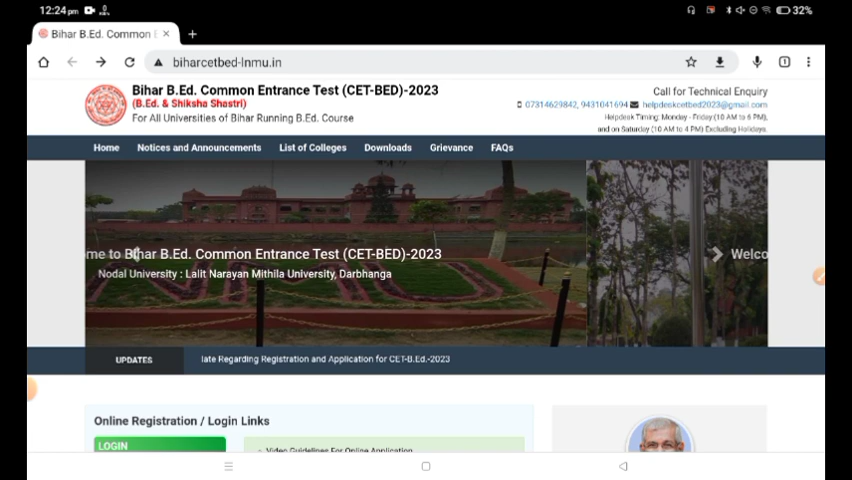 12:24pm 0
32%
Bihar B.Ed. Common E
biharcetbed-lnmu.in
Bihar B.Ed. Common Entrance Test (CET-BED)-2023
(B.Ed. & Shiksha Shastri)
For All Universities of Bihar Running B.Ed. Course
Call for Technical Enquiry
07314629842, 9431041694 helpdeskcetbed2023@gmail.com
Helpdesk Timing: Monday - Friday (10 AM to 6 PM),
and on Saturday (10 AM to 4 PM) Excluding Holidays.
Home Notices and Announcements List of Colleges Downloads Grievance FAQs
me to Bihar B.Ed. Common Entrance Test (CET-BED)-2023
Welco
Nodal University : Lalit Narayan Mithila University, Darbhanga
UPDATES late Regarding Registration and Application for CET-B.Ed.-2023
Online Registration / Login Links
LOGIN
Video Guidelines For Online Application